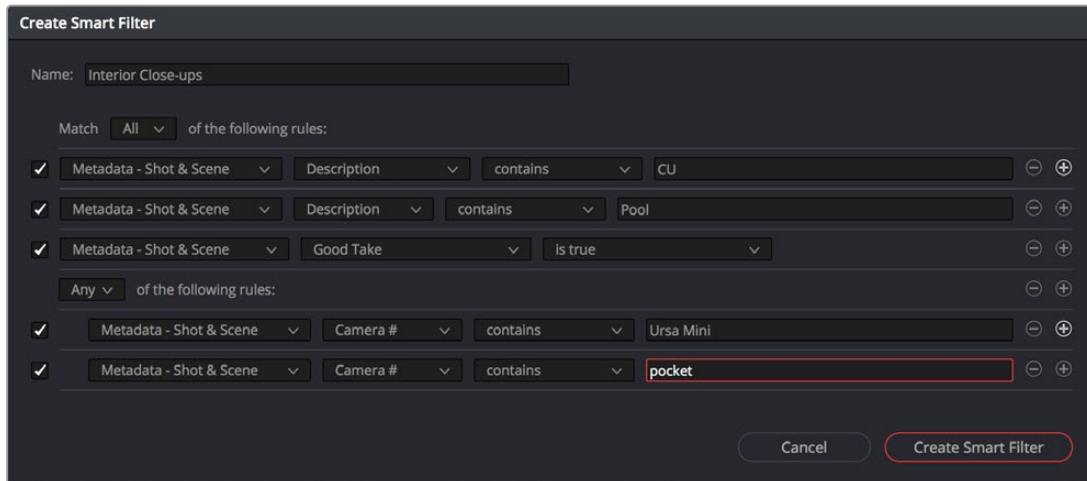 Create Smart Filter
Name: Interior Close-ups
Match All of the following rules:
Metadata - Shot & Scene Description contains CU
Metadata - Shot & Scene Description contains Pool
Metadata - Shot & Scene Good Take is true
Any of the following rules:
Metadata - Shot & Scene Camera # contains Ursa Mini
Metadata - Shot & Scene Camera # contains pocket
Cancel Create Smart Filter